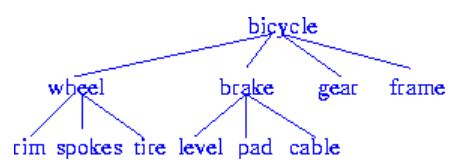 bicycle
wheel brake gear frame
rim spokes tire level pad cable